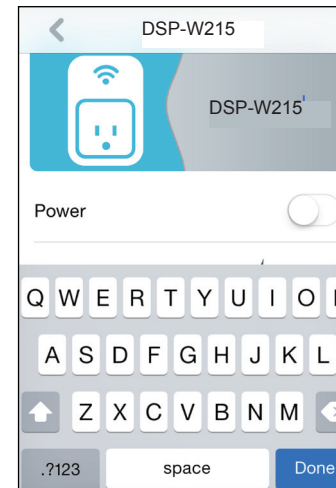 DSP-W215
DSP-W215
Power
Q W E R T Y U I O
A S D F G H J K L
Z X C V B N M
.?123 space Done